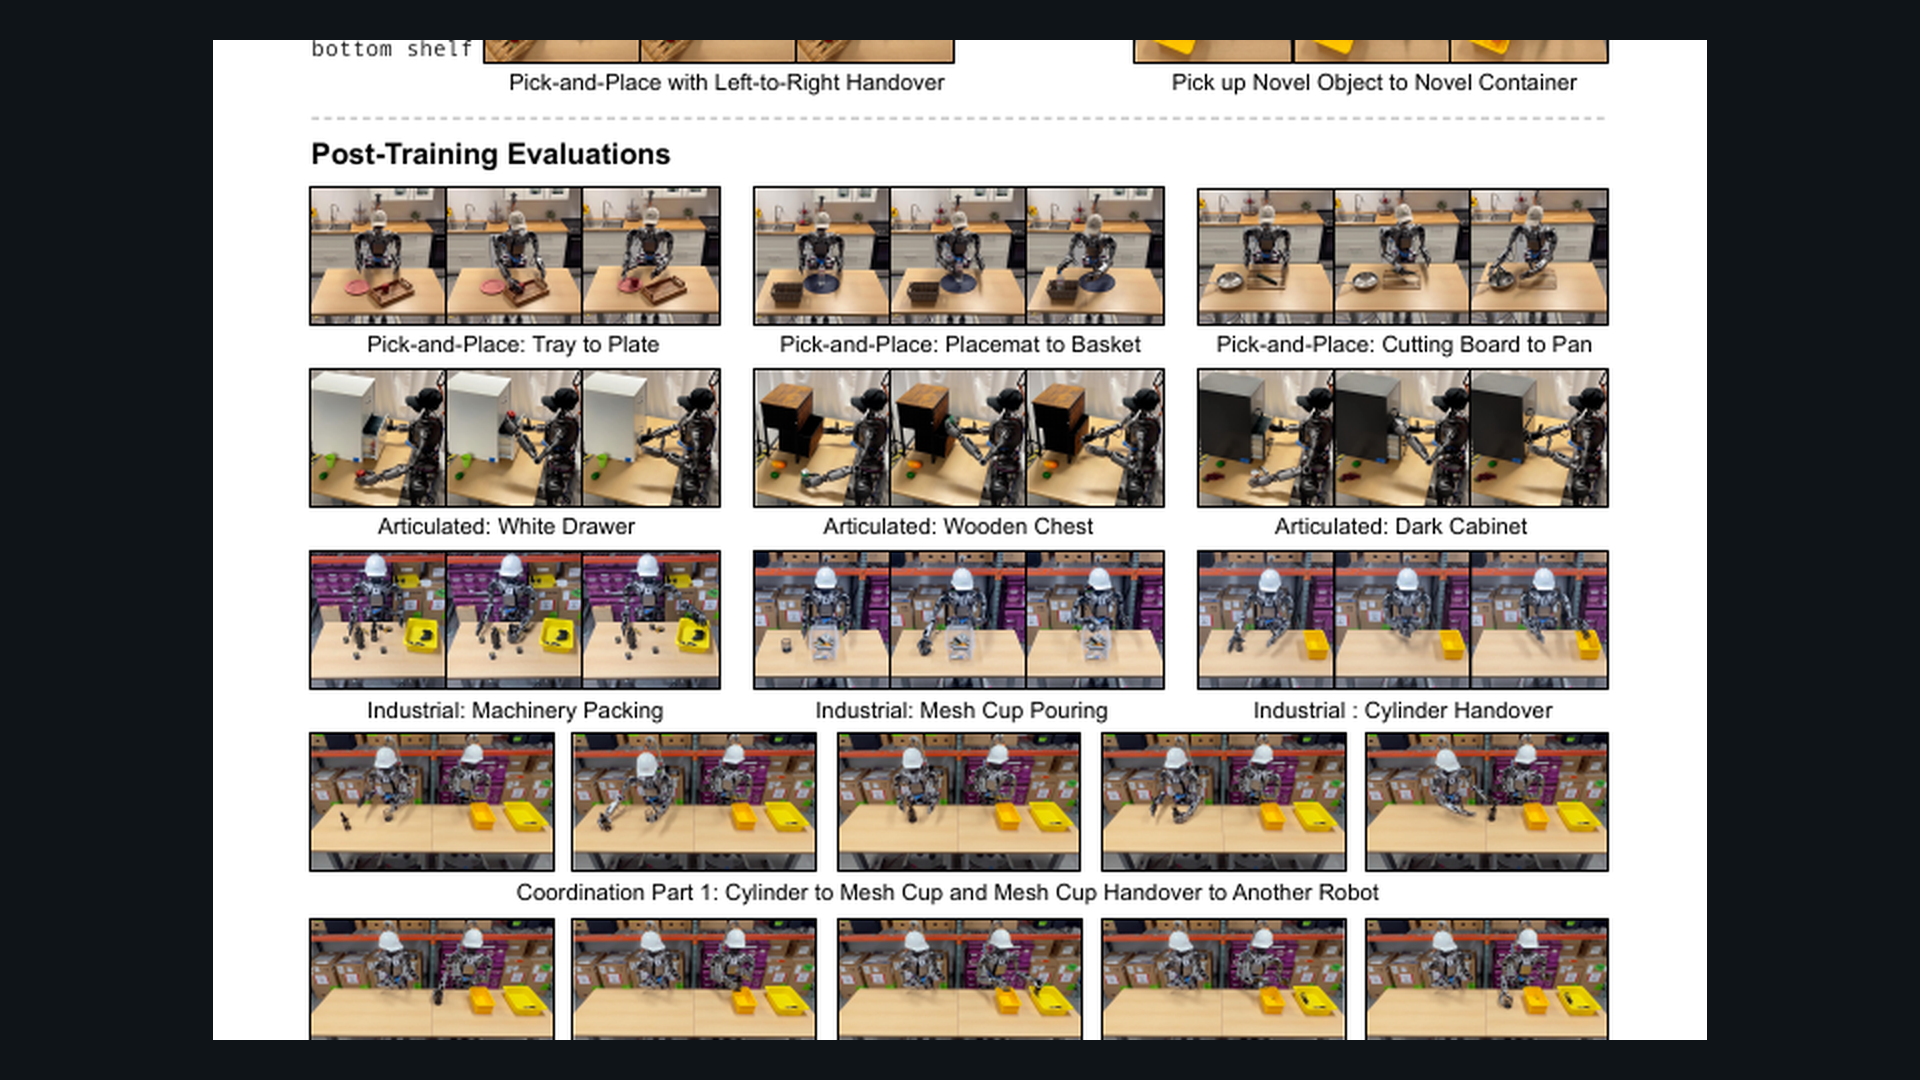 bottom shelf
Pick-and-Place with Left-to-Right Handover
Pick up Novel Object to Novel Container
Post-Training Evaluations
Pick-and-Place: Tray to Plate
Pick-and-Place: Placemat to Basket
Pick-and-Place: Cutting Board to Pan
Articulated: White Drawer
Articulated: Wooden Chest
Articulated: Dark Cabinet
Industrial: Machinery Packing
Industrial: Mesh Cup Pouring
Industrial : Cylinder Handover
Coordination Part 1: Cylinder to Mesh Cup and Mesh Cup Handover to Another Robot